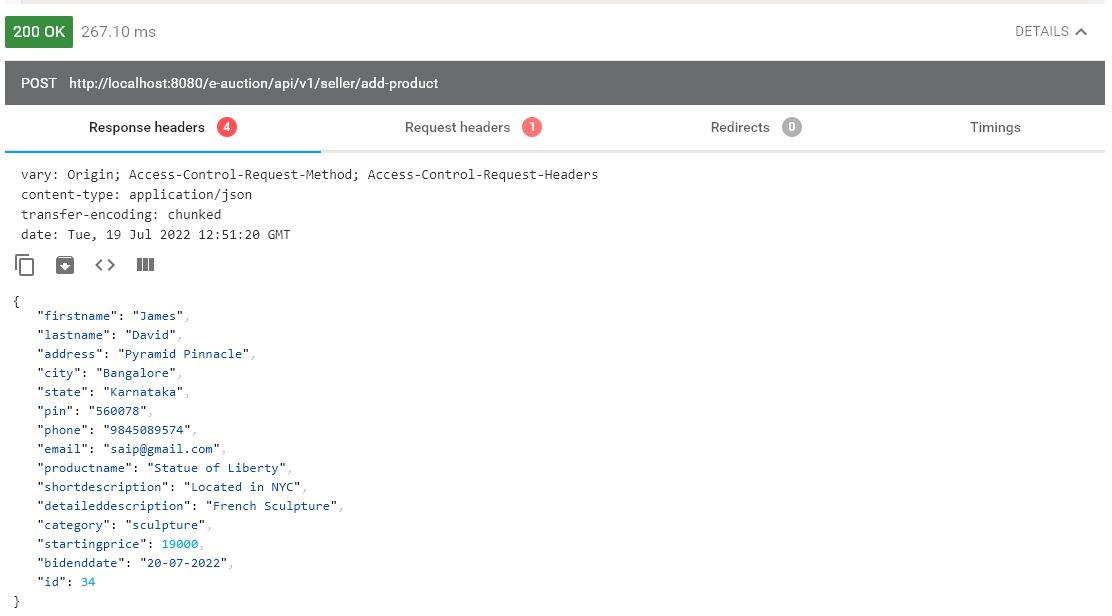 200 OK 267.10 ms DETAILS
POST http://localhost:8080/e-auction/api/v1/seller/add-product
Response headers 4 Request headers 1 Redirects 0 Timings
vary: Origin; Access-Control-Request-Method; Access-Control-Request-Headers
content-type: application/json
transfer-encoding: chunked
date: Tue, 19 Jul 2022 12:51:20 GMT
{
"firstname": "James",
"lastname": "David",
"address": "Pyramid Pinnacle",
"city": "Bangalore",
"state": "Karnataka",
"pin": "560078",
"phone": "9845089574",
"email": "saip@gmail.com",
"productname": "Statue of Liberty",
"shortdescription": "Located in NYC",
"detaileddescription": "French Sculpture",
"category": "sculpture",
"startingprice": 19000,
"bidenddate": "20-07-2022",
"id": 34
}